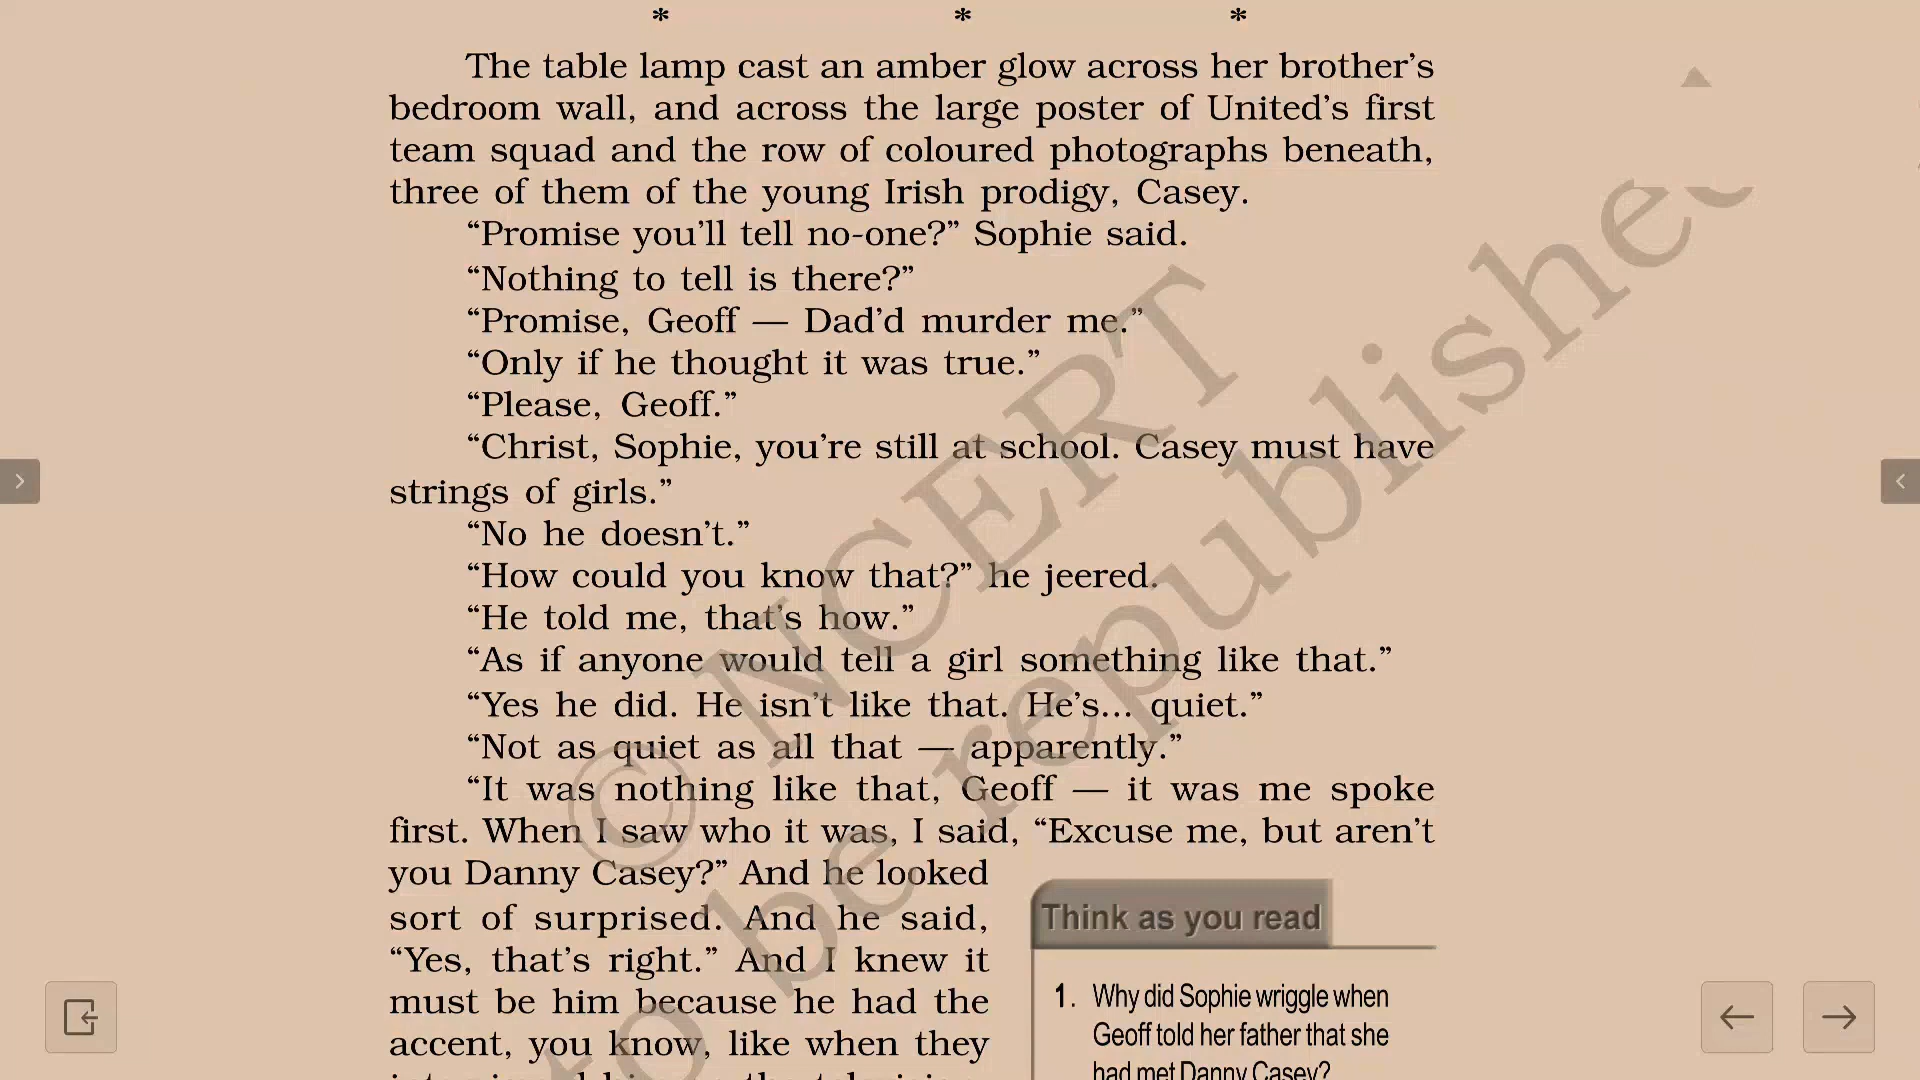 * * *
The table lamp cast an amber glow across her brother’s
bedroom wall, and across the large poster of United’s first
team squad and the row of coloured photographs beneath,
three of them of the young Irish prodigy, Casey.
“Promise you’ll tell no-one?” Sophie said.
“Nothing to tell is there?”
“Promise, Geoff — Dad’d murder me.”
“Only if he thought it was true.”
“Please, Geoff.”
“Christ, Sophie, you’re still at school. Casey must have
strings of girls.”
“No he doesn’t.”
“How could you know that?” he jeered.
“He told me, that’s how.”
“As if anyone would tell a girl something like that.”
“Yes he did. He isn’t like that. He’s... quiet.”
“Not as quiet as all that — apparently.”
“It was nothing like that, Geoff — it was me spoke
first. When I saw who it was, I said, “Excuse me, but aren’t
you Danny Casey?” And he looked
sort of surprised. And he said,
“Yes, that’s right.” And I knew it
must be him because he had the
accent, you know, like when they
Think as you read
1. Why did Sophie wriggle when
Geoff told her father that she
had met Danny Casey?
© NCERT
to be republished